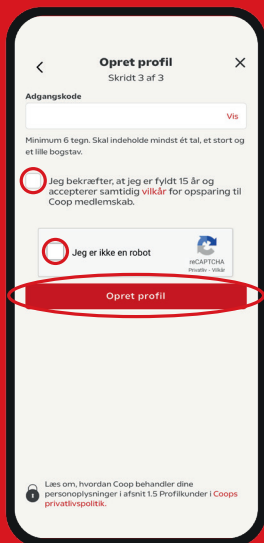 Opret profil
Skridt 3 af 3
Adgangskode
Vis
Minimum 6 tegn. Skal indeholde mindst ét tal, et stort og
et lille bogstav.
Jeg bekræfter, at jeg er fyldt 15 år og
accepterer samtidig vilkår for opsparing til
Coop medlemskab.
Jeg er ikke en robot
reCAPTCHA
Privatliv - Vilkår
Opret profil
Læs om, hvordan Coop behandler dine
personoplysninger i afsnit 1.5 Profilkunder i Coops
privatlivspolitik.